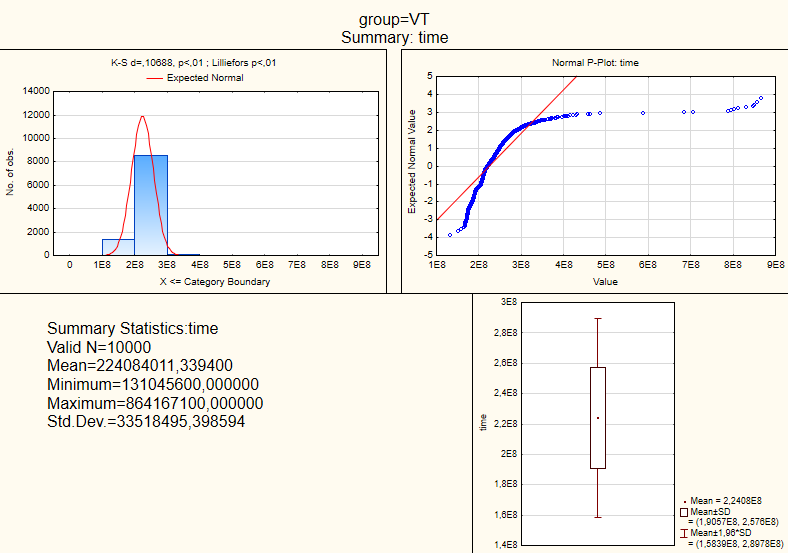 group=VT
Summary: time
K-S d=,10688, p<,01 ; Lilliefors p<,01
Expected Normal
14000
12000
10000
8000
6000
4000
2000
0
No. of obs.
0 1E8 2E8 3E8 4E8 5E8 6E8 7E8 8E8 9E8
X <= Category Boundary
Normal P-Plot: time
5
4
3
2
1
0
-1
-2
-3
-4
-5
Expected Normal Value
1E8 2E8 3E8 4E8 5E8 6E8 7E8 8E8 9E8
Value
Summary Statistics:time
Valid N=10000
Mean=224084011,339400
Minimum=131045600,000000
Maximum=864167100,000000
Std.Dev.=33518495,398594
3E8
2,8E8
2,6E8
2,4E8
2,2E8
2E8
1,8E8
1,6E8
1,4E8
time
Mean = 2,2408E8
Mean±SD
= (1,9057E8, 2,576E8)
Mean±1,96*SD
= (1,5839E8, 2,8978E8)